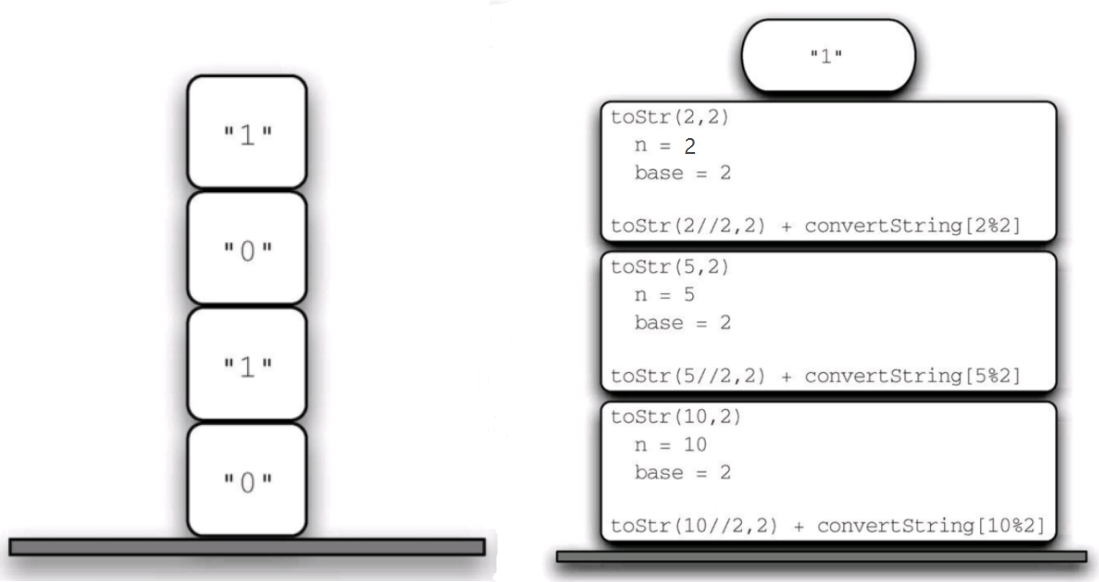 "1"
"0"
"1"
"0"
"1"
toStr(2,2)
n = 2
base = 2
toStr(2//2,2) + convertString[2%2]
toStr(5,2)
n = 5
base = 2
toStr(5//2,2) + convertString[5%2]
toStr(10,2)
n = 10
base = 2
toStr(10//2,2) + convertString[10%2]